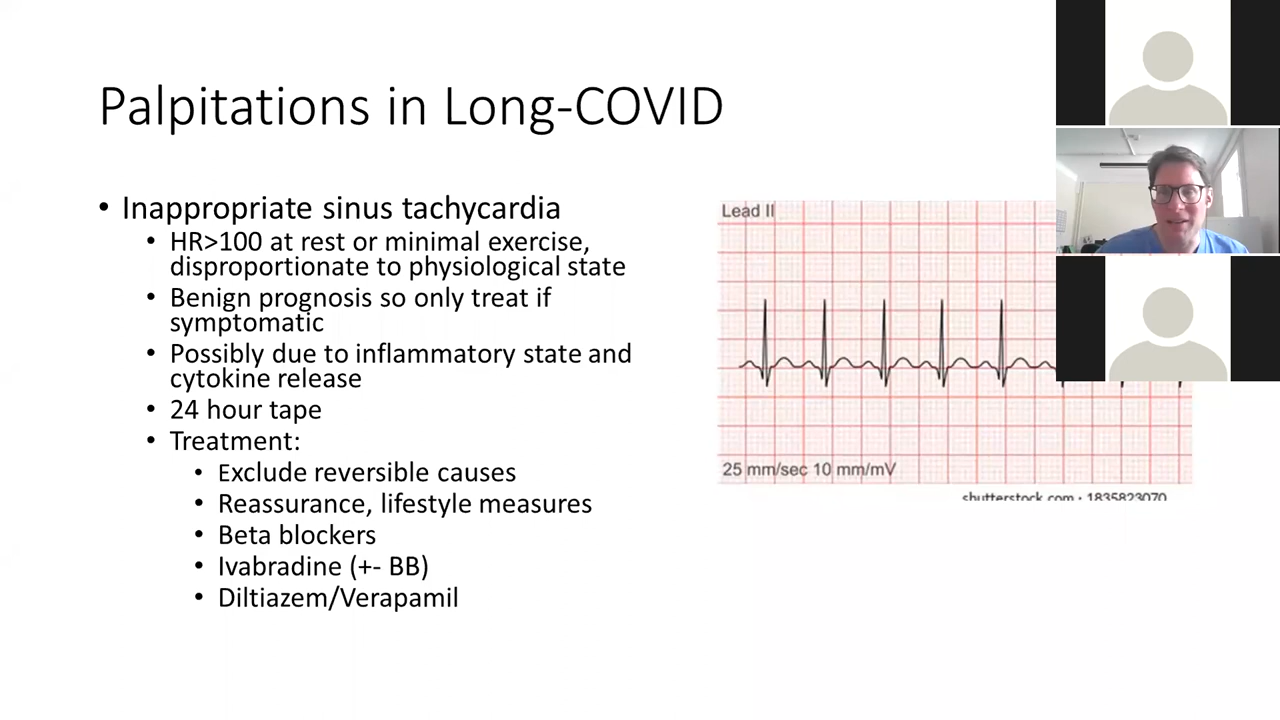 Palpitations in Long-COVID
• Inappropriate sinus tachycardia
• HR>100 at rest or minimal exercise,
disproportionate to physiological state
• Benign prognosis so only treat if
symptomatic
• Possibly due to inflammatory state and
cytokine release
• 24 hour tape
• Treatment:
• Exclude reversible causes
• Reassurance, lifestyle measures
• Beta blockers
• Ivabradine (+- BB)
• Diltiazem/Verapamil
Lead II
25 mm/sec 10 mm/mV
shutterstock.com · 1835823070